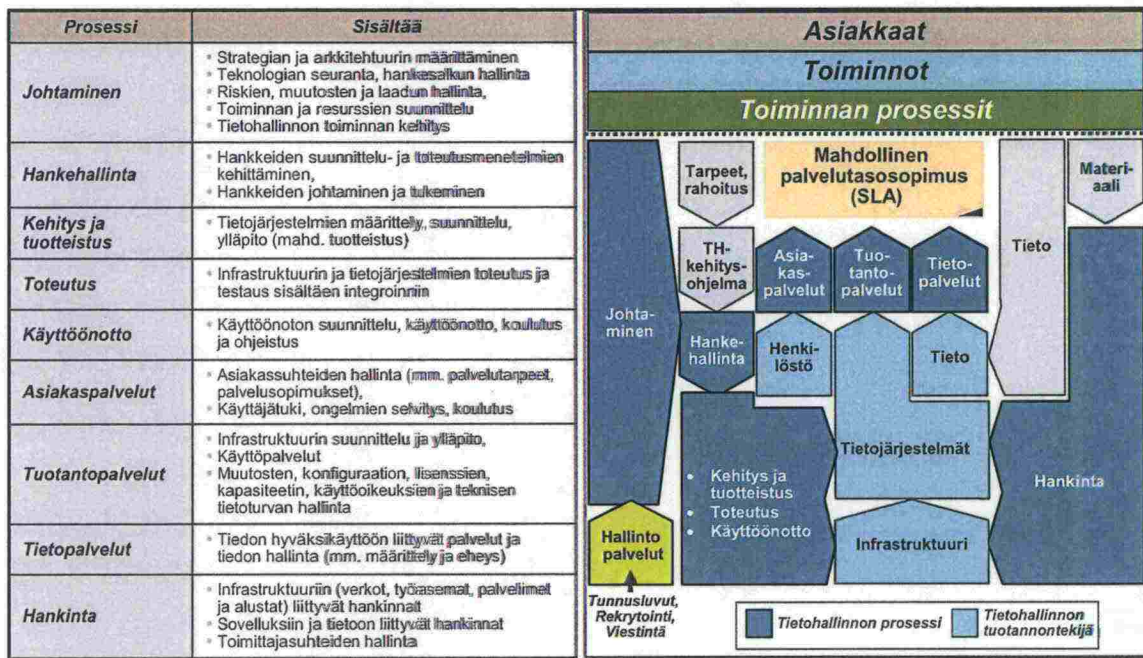 Prosessi
Sisältää
Johtaminen
Strategian ja arkkitehtuurin määrittäminen
Teknologian seuranta, hankesalkun hallinta
Riskien, muutosten ja laadun hallinta,
Toiminnan ja resurssien suunnittelu
Tietohallinnon toiminnan kehitys
Hankehallinta
Hankkeiden suunnittelu- ja toteutusmenetelmien
kehittäminen,
Hankkeiden johtaminen ja tukeminen
Kehitys ja
tuotteistus
Tietojärjestelmien määrittely, suunnittelu,
ylläpito (mahd. tuotteistus)
Toteutus
Infrastruktuurin ja tietojärjestelmien toteutus ja
testaus sisältäen integroinnin
Käyttöönotto
Käyttöönoton suunnittelu, käyttöönotto, koulutus
ja ohjeistus
Asiakaspalvelut
Asiakassuhteiden hallinta (mm. palvelutarpeet,
palvelusopimukset),
Käyttäjätuki, ongelmien selvitys, koulutus
Tuotantopalvelut
Infrastruktuurin suunnittelu ja ylläpito,
Käyttöpalvelut
Muutosten, konfiguraation, lisenssien,
kapasiteetin, käyttöoikeuksien ja teknisen
tietoturvan hallinta
Tietopalvelut
Tiedon hyväksikäyttöön liittyvät palvelut ja
tiedon hallinta (mm. määrittely ja eheys)
Hankinta
Infrastruktuuriin (verkot, työasemat, palvelimet
ja alustat) liittyvät hankinnat
Sovelluksiin ja tietoon liittyvät hankinnat
Toimittajasuhteiden hallinta
Asiakkaat
Toiminnot
Toiminnan prosessit
Tarpeet,
rahoitus
Mahdollinen
palvelutasosopimus
(SLA)
Materi-
aali
TH-
kehitys-
ohjelma
Asia-
kas-
palvelut
Tuo-
tanto-
palvelut
Tieto-
palvelut
Tieto
Johta-
minen
Hanke-
hallinta
Henki-
löstö
Tieto
Tietojärjestelmät
Kehitys ja
tuotteistus
Toteutus
Käyttöönotto
Hankinta
Hallinto
palvelut
Infrastruktuuri
Tunnusluvut,
Rekrytointi,
Viestintä
Tietohallinnon prosessi
Tietohallinnon
tuotannontekijä